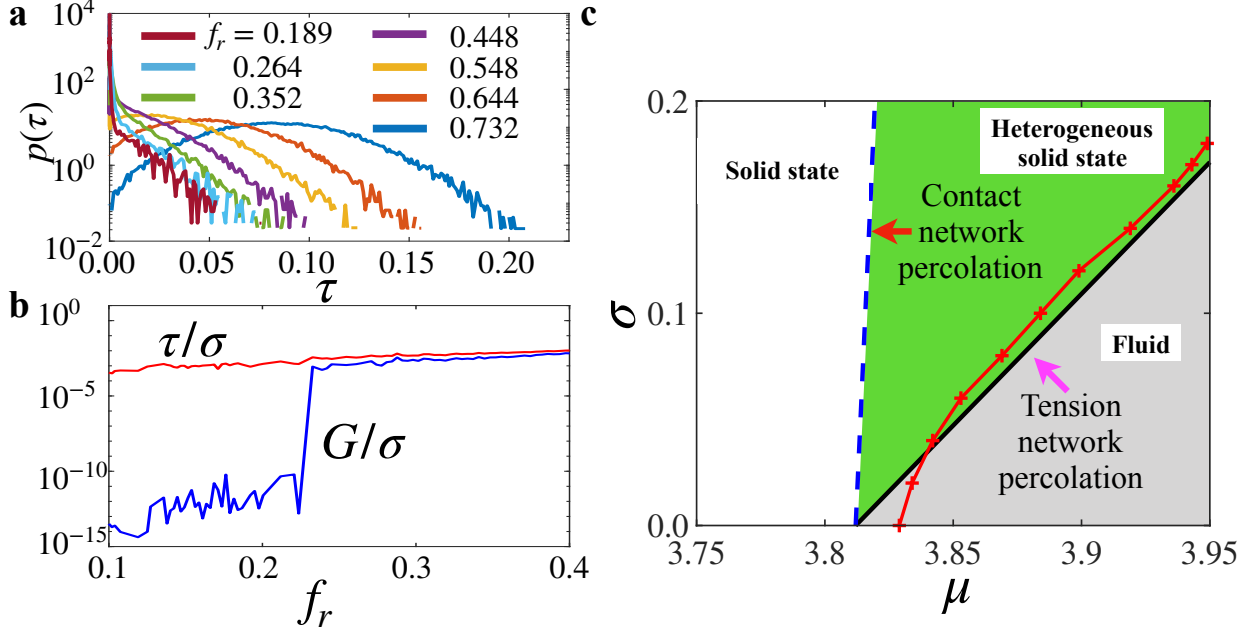 a
10^4
10^2
10^0
10^{-2}
p(τ)
f_r = 0.189
0.264
0.352
0.448
0.548
0.644
0.732
0.00
0.05
0.10
0.15
0.20
τ
b
10^0
10^{-5}
10^{-10}
10^{-15}
τ/σ
G/σ
0.1
0.2
0.3
0.4
f_r
c
σ
0.2
0.1
0.0
Solid state
Heterogeneous
solid state
Contact
network
percolation
Fluid
Tension
network
percolation
3.75
3.8
3.85
3.9
3.95
μ